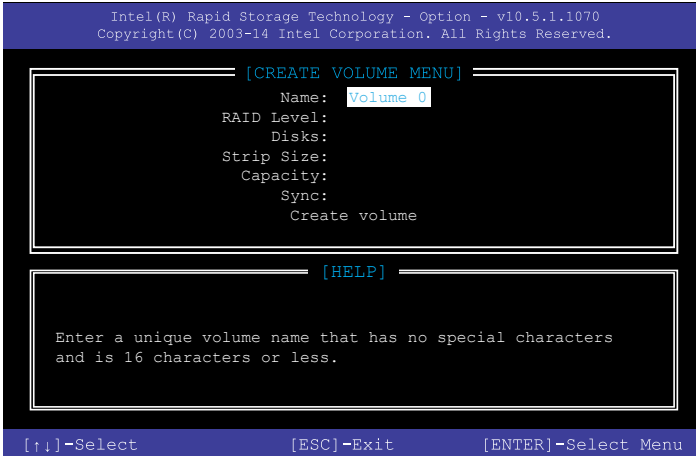 Intel(R) Rapid Storage Technology - Option - v10.5.1.1070
Copyright(C) 2003-14 Intel Corporation. All Rights Reserved.
[CREATE VOLUME MENU]
Name: Volume 0
RAID Level:
Disks:
Strip Size:
Capacity:
Sync:
Create volume
[HELP]
Enter a unique volume name that has no special characters
and is 16 characters or less.
[↑↓]-Select [ESC]-Exit [ENTER]-Select Menu